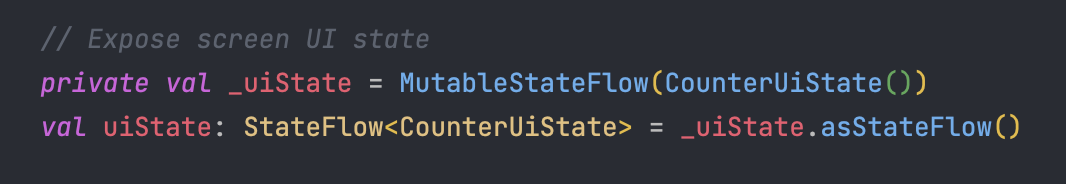 // Expose screen UI state
private val _uiState = MutableStateFlow(CounterUiState())
val uiState: StateFlow<CounterUiState> = _uiState.asStateFlow()